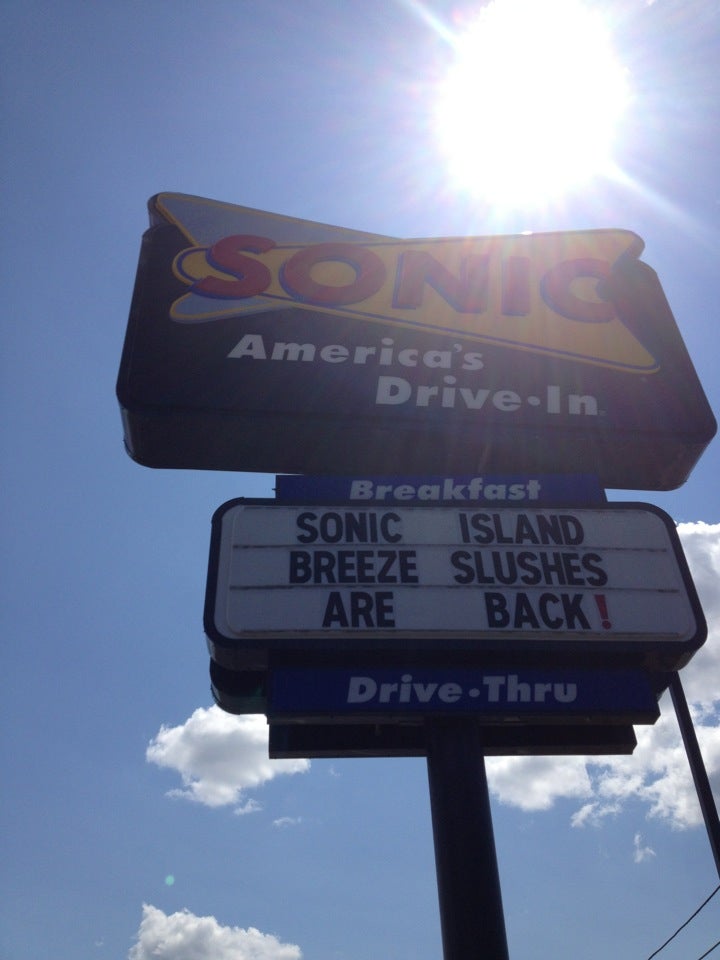 SONIC
America's
Drive-In
Breakfast
SONIC ISLAND
BREEZE SLUSHES
ARE BACK!
Drive·Thru